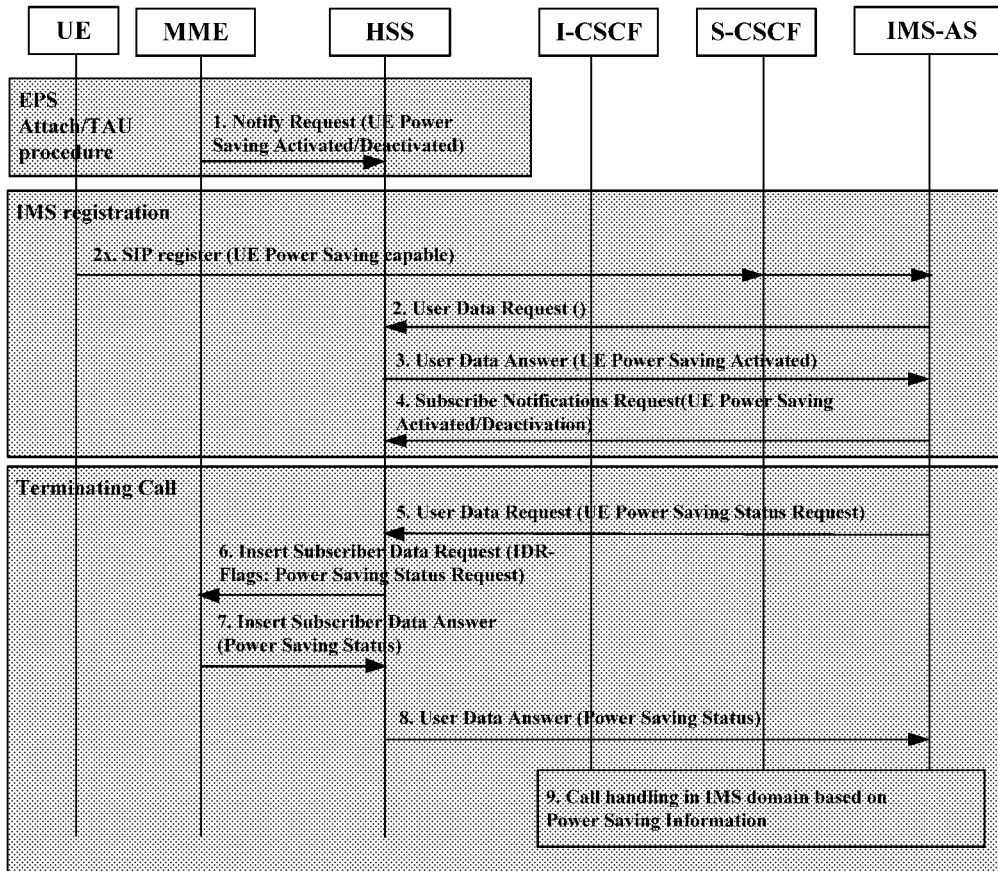 UE
MME
HSS
I-CSCF
S-CSCF
IMS-AS
EPS
Attach/TAU
procedure
1. Notify Request (UE Power
Saving Activated/Deactivated)
IMS registration
2x. SIP register (UE Power Saving capable)
2. User Data Request ()
3. User Data Answer (UE Power Saving Activated)
4. Subscribe Notifications Request(UE Power Saving
Activated/Deactivation)
Terminating Call
5. User Data Request (UE Power Saving Status Request)
6. Insert Subscriber Data Request (IDR-
Flags: Power Saving Status Request)
7. Insert Subscriber Data Answer
(Power Saving Status)
8. User Data Answer (Power Saving Status)
9. Call handling in IMS domain based on
Power Saving Information